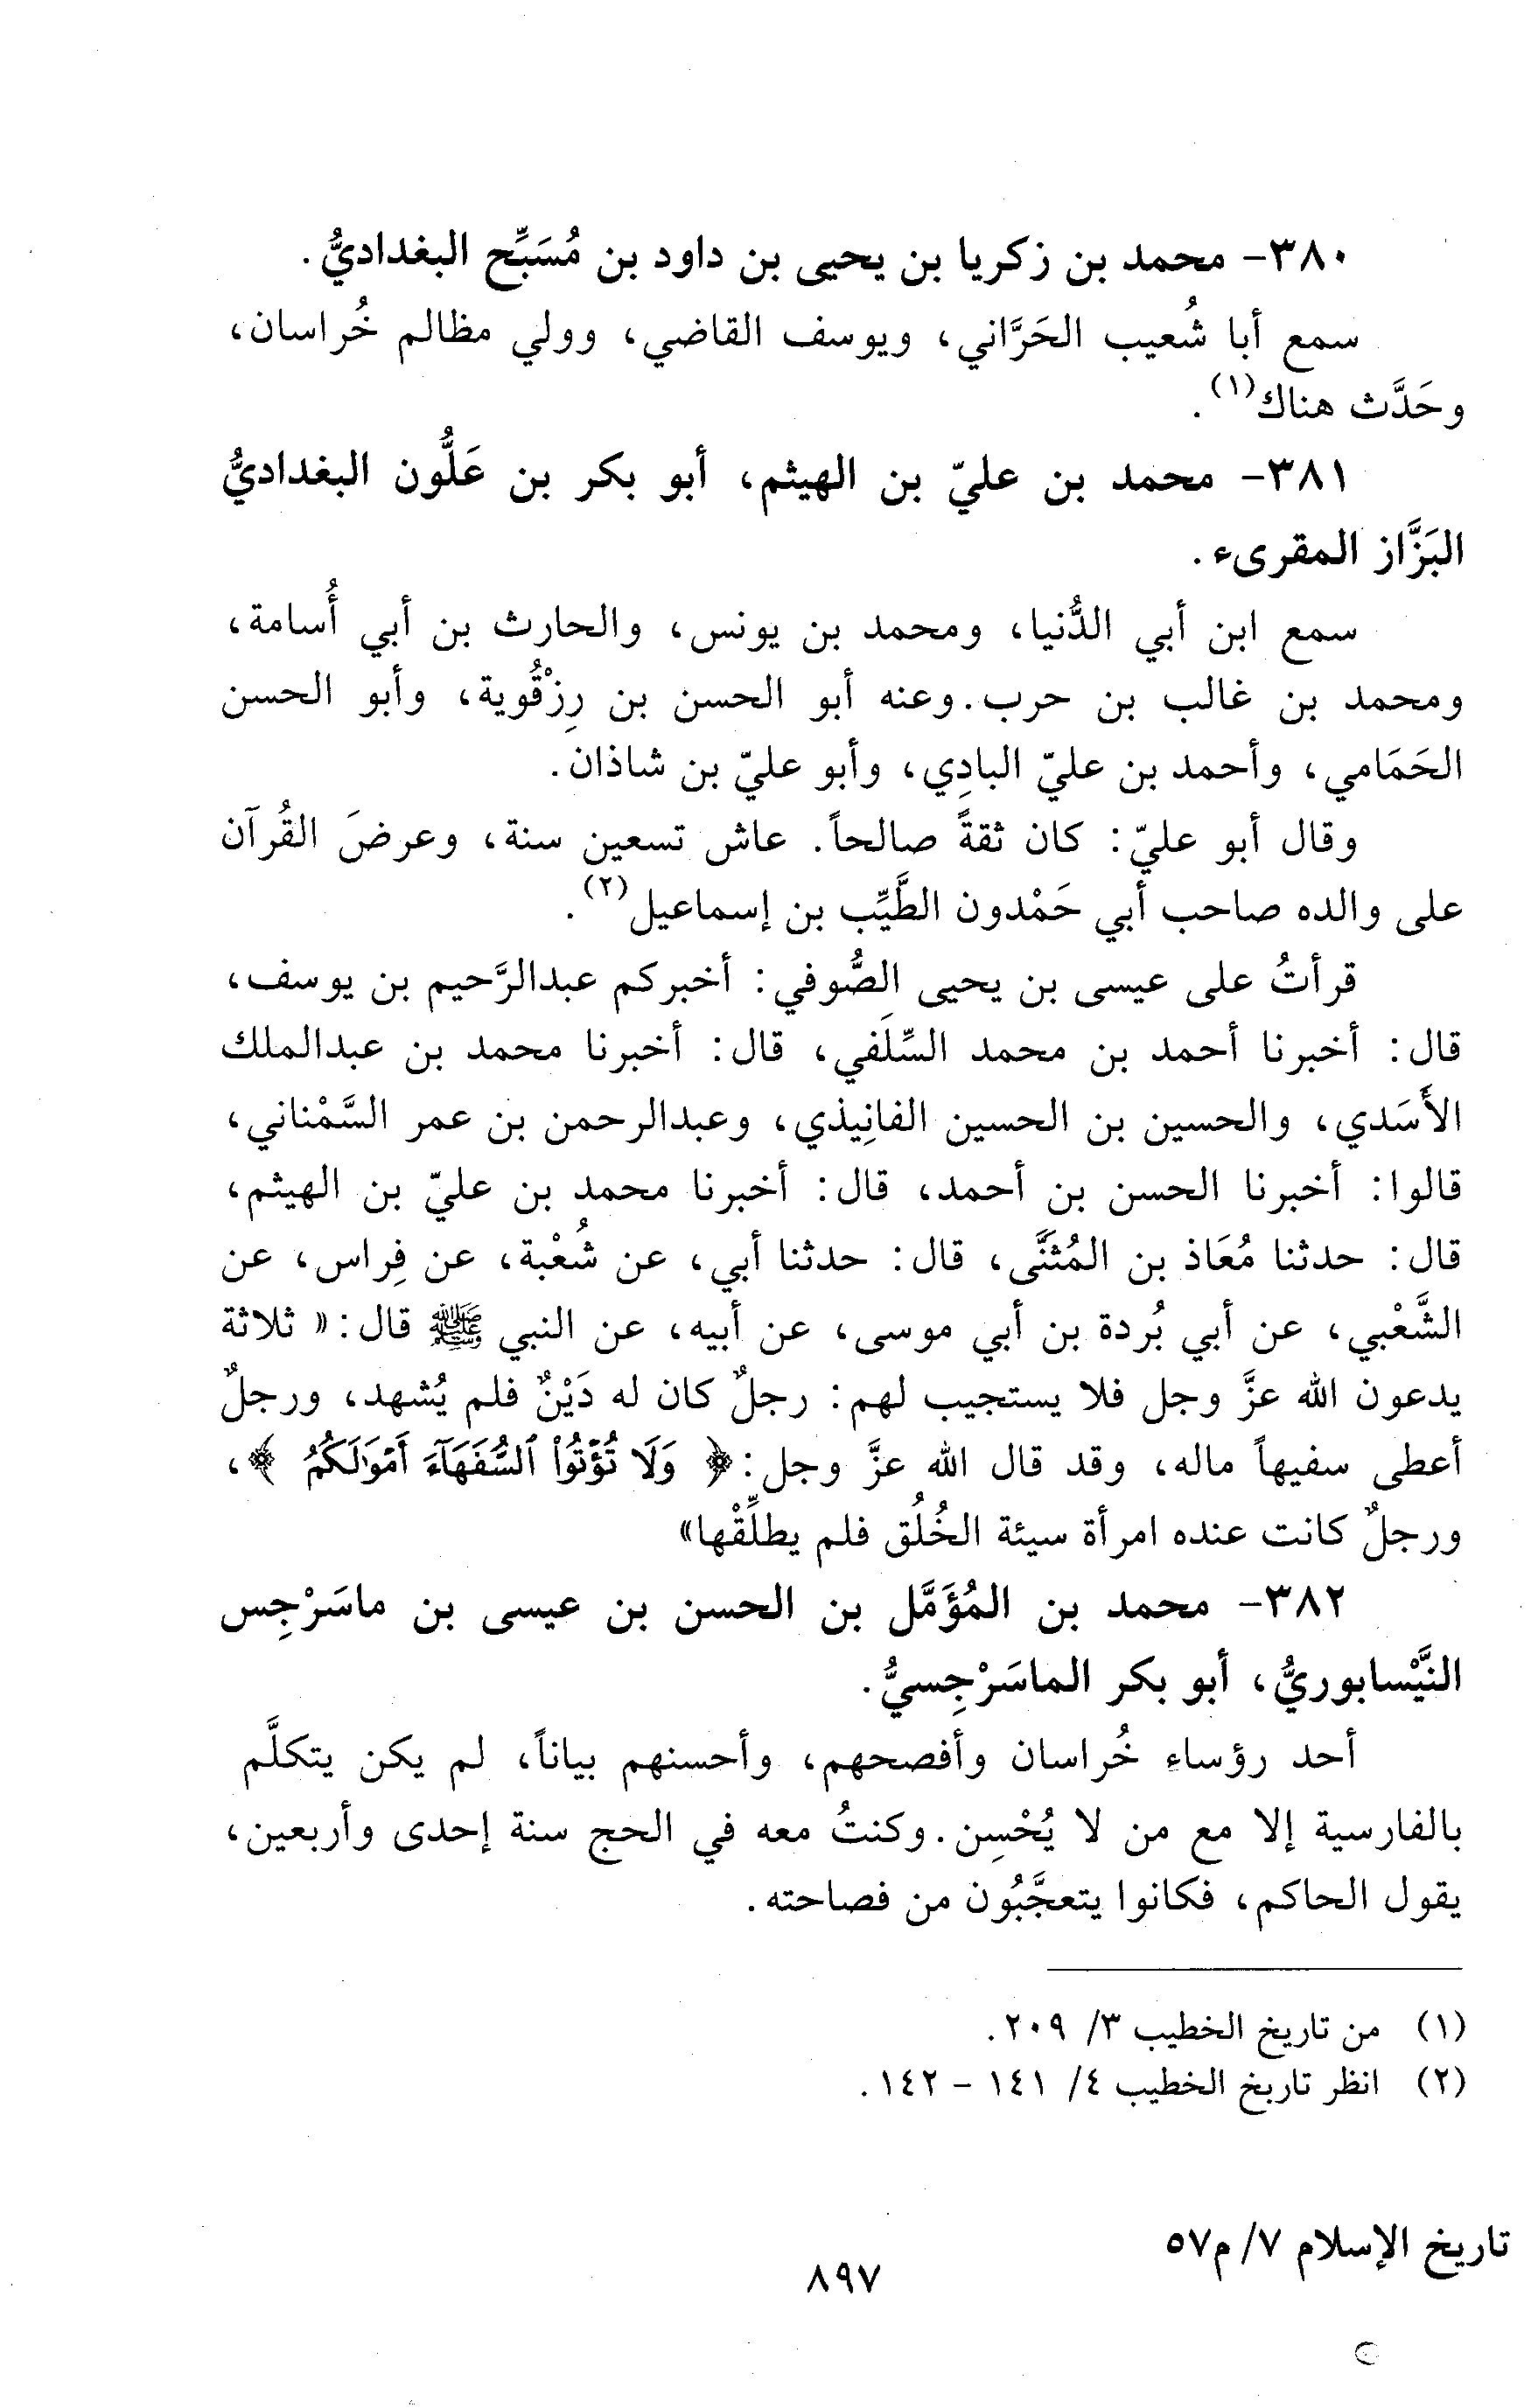 ٣٨٠- محمد بن زكريا بن يحيى بن داود بن مُسَبِّح البغداديُّ.
سمع أبا شُعيب الحَرَّاني، ويوسف القاضي، وولي مظالم خُراسان،
وحَدَّث هناك(١).
٣٨١- محمد بن عليّ بن الهيثم، أبو بكر بن عَلُّون البغداديُّ
البَزَّاز المقرىء.
سمع ابن أبي الدُّنيا، ومحمد بن يونس، والحارث بن أبي أُسامة،
ومحمد بن غالب بن حرب. وعنه أبو الحسن بن رِزْقُوية، وأبو الحسن
الحَمَامي، وأحمد بن عليّ البادِي، وأبو عليّ بن شاذان.
وقال أبو عليّ: كان ثقةً صالحاً. عاش تسعين سنة، وعرضَ القُرآن
على والده صاحب أبي حَمْدون الطَّيِّب بن إسماعيل(٢).
قرأتُ على عيسى بن يحيى الصُّوفي: أخبركم عبدالرَّحيم بن يوسف،
قال: أخبرنا أحمد بن محمد السِّلَفي، قال: أخبرنا محمد بن عبدالملك
الأَسَدي، والحسين بن الحسين الفانِيذي، وعبدالرحمن بن عمر السَّمْناني،
قالوا: أخبرنا الحسن بن أحمد، قال: أخبرنا محمد بن عليّ بن الهيثم،
قال: حدثنا مُعَاذ بن المُثَنَّى، قال: حدثنا أبي، عن شُعْبة، عن فِراس، عن
الشَّعْبي، عن أبي بُردة بن أبي موسى، عن أبيه، عن النبي ﷺ قال: «ثلاثة
يدعون الله عزَّ وجل فلا يستجيب لهم: رجلٌ كان له دَيْنٌ فلم يُشهد، ورجلٌ
أعطى سفيهاً ماله، وقد قال الله عزَّ وجل: ﴿ وَلَا تُؤْتُوا۟ ٱلسُّفَهَآءَ أَمْوَٰلَكُمُ ﴾،
ورجلٌ كانت عنده امرأة سيئة الخُلُق فلم يطلِّقْها»
٣٨٢- محمد بن المُؤَمَّل بن الحسن بن عيسى بن ماسَرْجِس
النَّيْسابوريُّ، أبو بكر الماسَرْجِسيُّ.
أحد رؤساء خُراسان وأفصحهم، وأحسنهم بياناً، لم يكن يتكلَّم
بالفارسية إلا مع من لا يُحْسِن. وكنتُ معه في الحج سنة إحدى وأربعين،
يقول الحاكم، فكانوا يتعجَّبُون من فصاحته.
(١) من تاريخ الخطيب ٣/ ٢٠٩.
(٢) انظر تاريخ الخطيب ٤/ ١٤١ - ١٤٢.
تاريخ الإسلام ٧/ م٥٧
٨٩٧